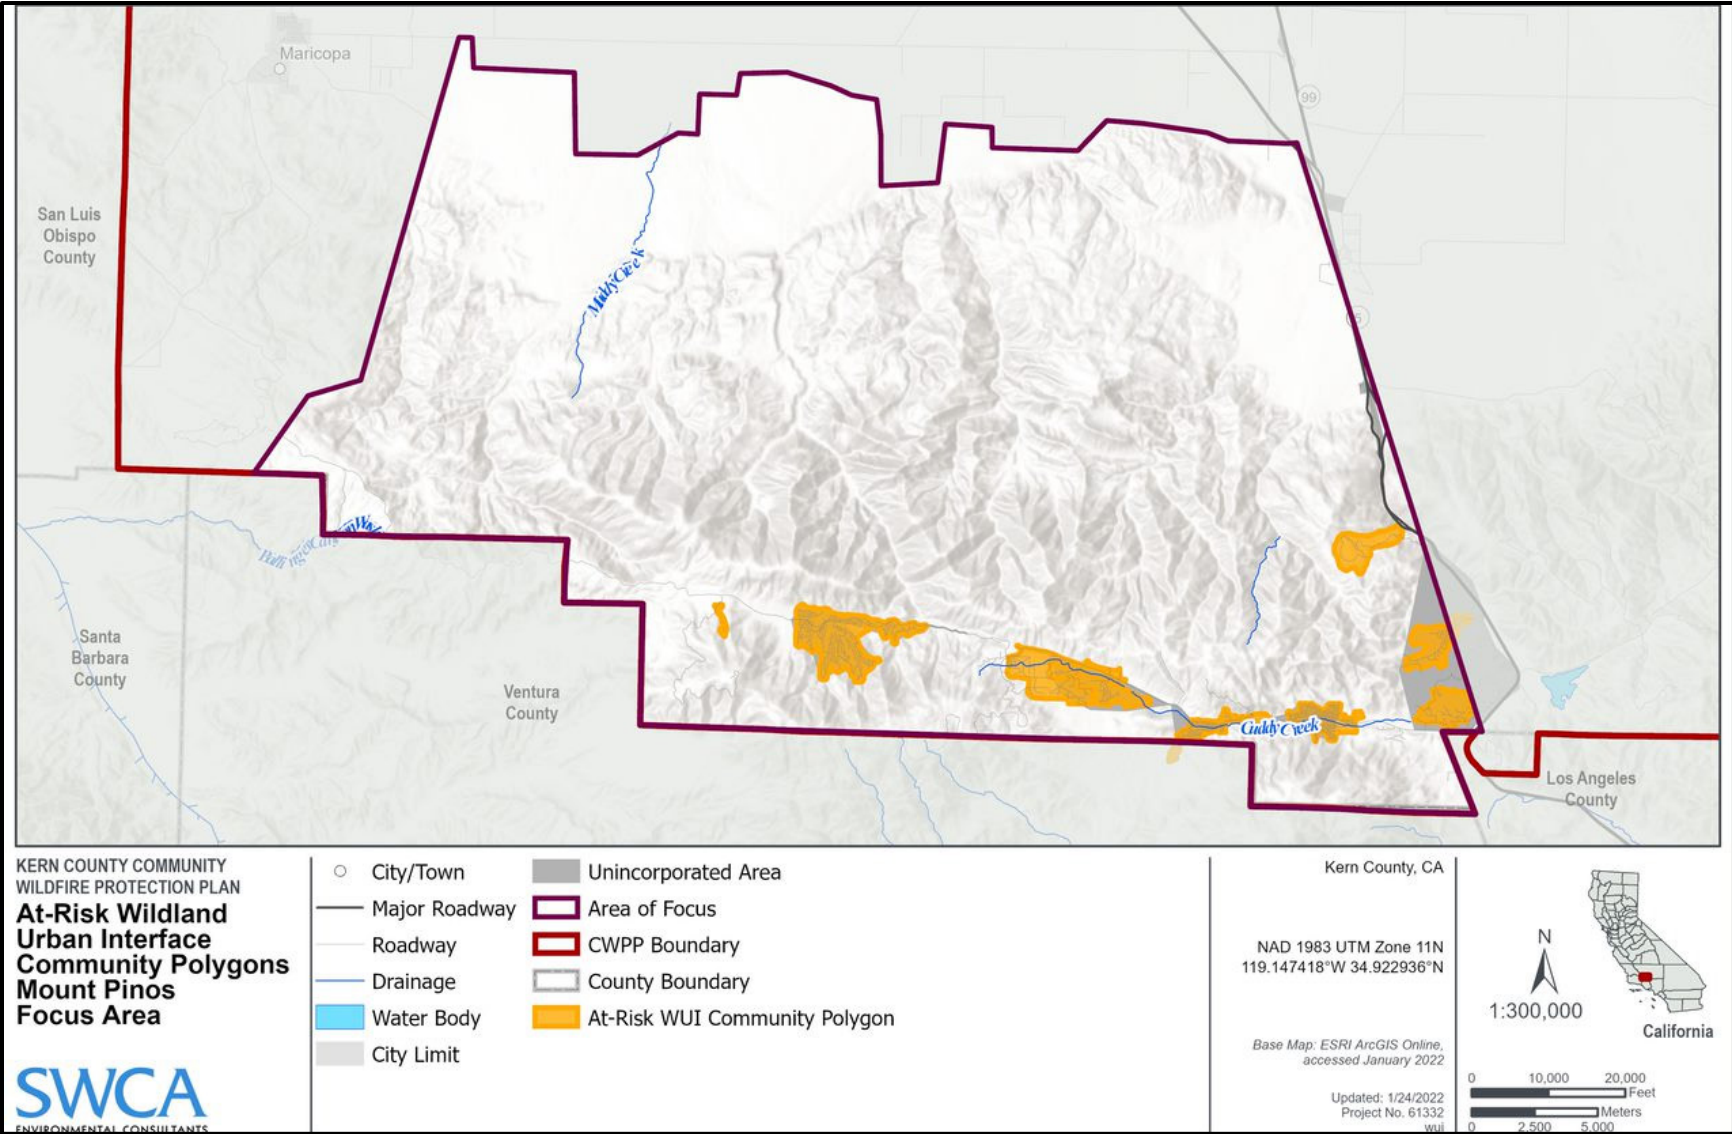 Maricopa
99
San Luis
Obispo
County
Muddy Creek
Santa
Barbara
County
Ventura
County
Cuddy Creek
Los Angeles
County
KERN COUNTY COMMUNITY
WILDFIRE PROTECTION PLAN
At-Risk Wildland
Urban Interface
Community Polygons
Mount Pinos
Focus Area
SWCA
ENVIRONMENTAL CONSULTANTS
City/Town
Major Roadway
Roadway
Drainage
Water Body
City Limit
Unincorporated Area
Area of Focus
CWPP Boundary
County Boundary
At-Risk WUI Community Polygon
Kern County, CA
NAD 1983 UTM Zone 11N
119.147418°W 34.922936°N
Base Map: ESRI ArcGIS Online,
accessed January 2022
Updated: 1/24/2022
Project No. 61332
wui
N
1:300,000
California
0 10,000 20,000
Feet
Meters
0 2,500 5,000